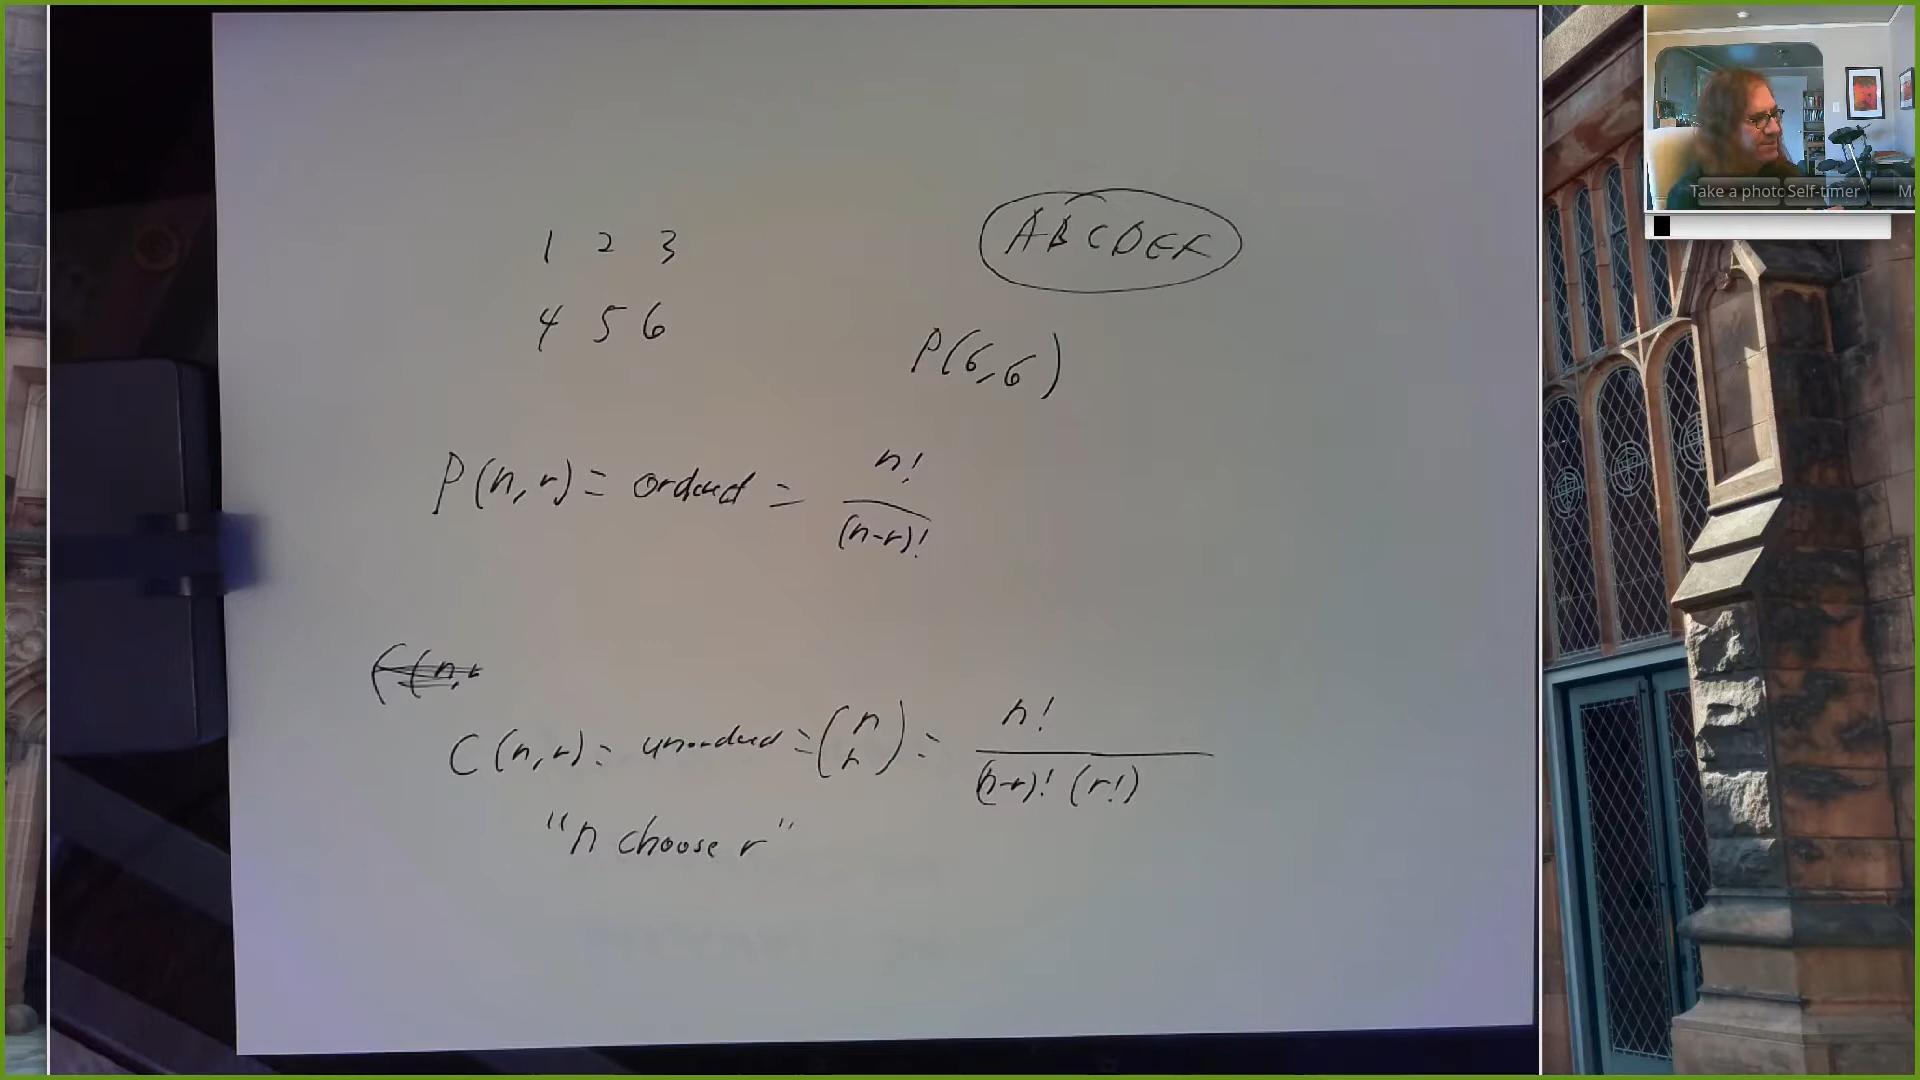 1 2 3
ABCDEF
4 5 6
P(6,6)
P(n,r) = ordered = n!
(n-r)!
C(n,r) = unordered = (n r) = n!
(n-r)! (r!)
"n choose r"
Take a photo Self-timer